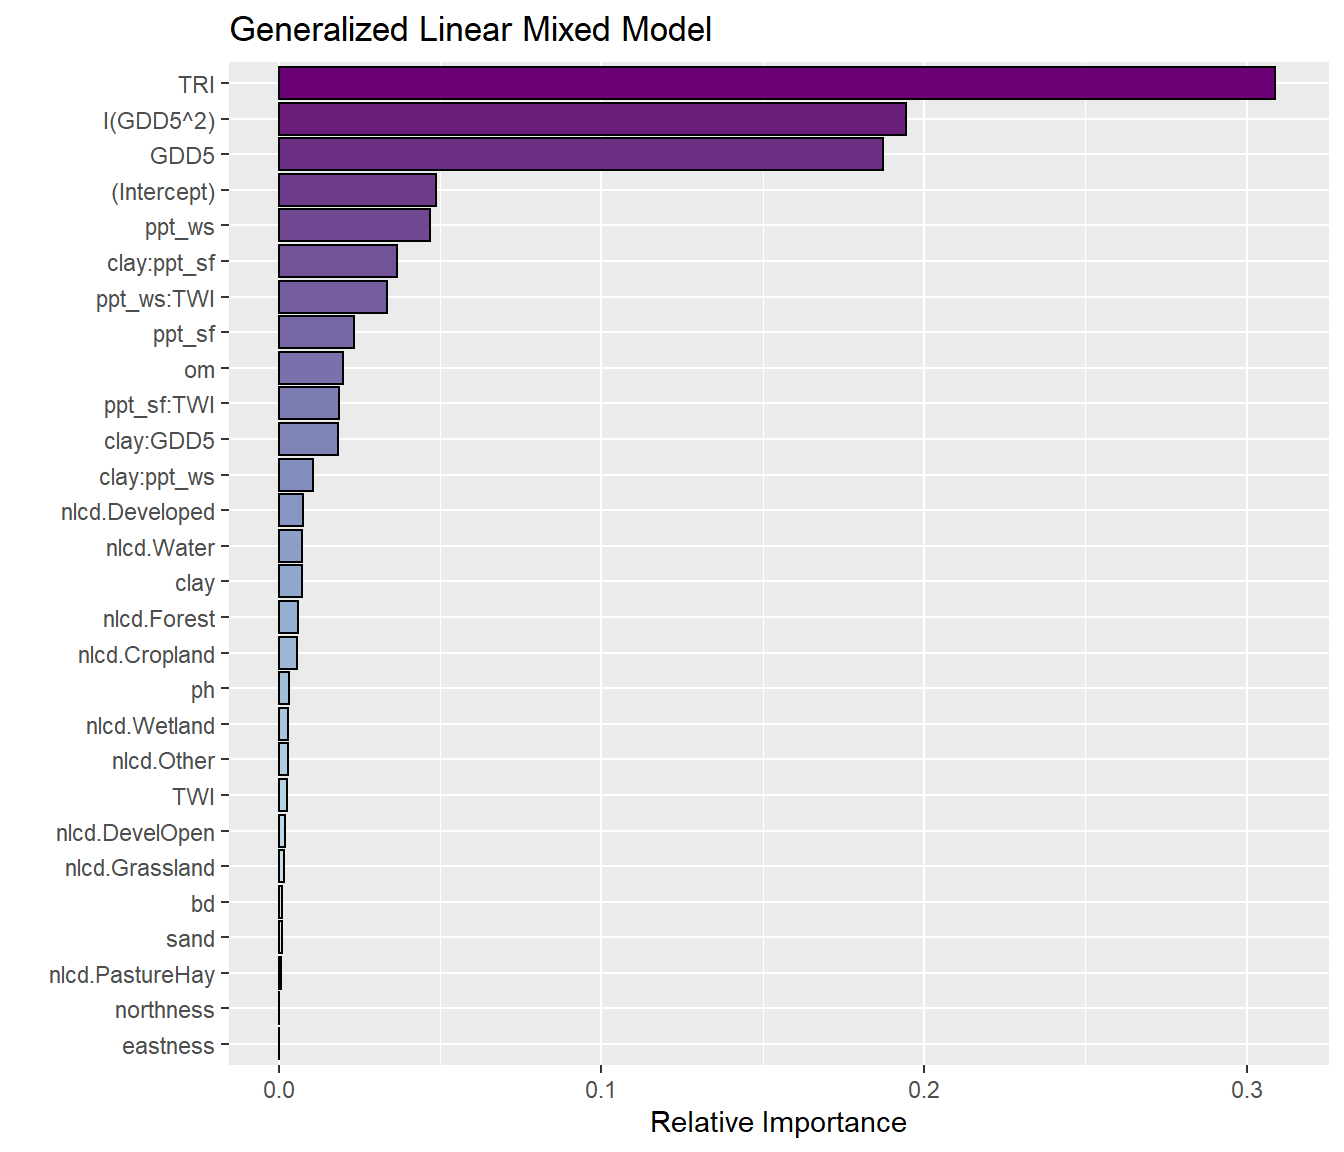 Generalized Linear Mixed Model
TRI
I(GDD5^2)
GDD5
(Intercept)
ppt_ws
clay:ppt_sf
ppt_ws:TWI
ppt_sf
om
ppt_sf:TWI
clay:GDD5
clay:ppt_ws
nlcd.Developed
nlcd.Water
clay
nlcd.Forest
nlcd.Cropland
ph
nlcd.Wetland
nlcd.Other
TWI
nlcd.DevelOpen
nlcd.Grassland
bd
sand
nlcd.PastureHay
northness
eastness
0.0 0.1 0.2 0.3
Relative Importance